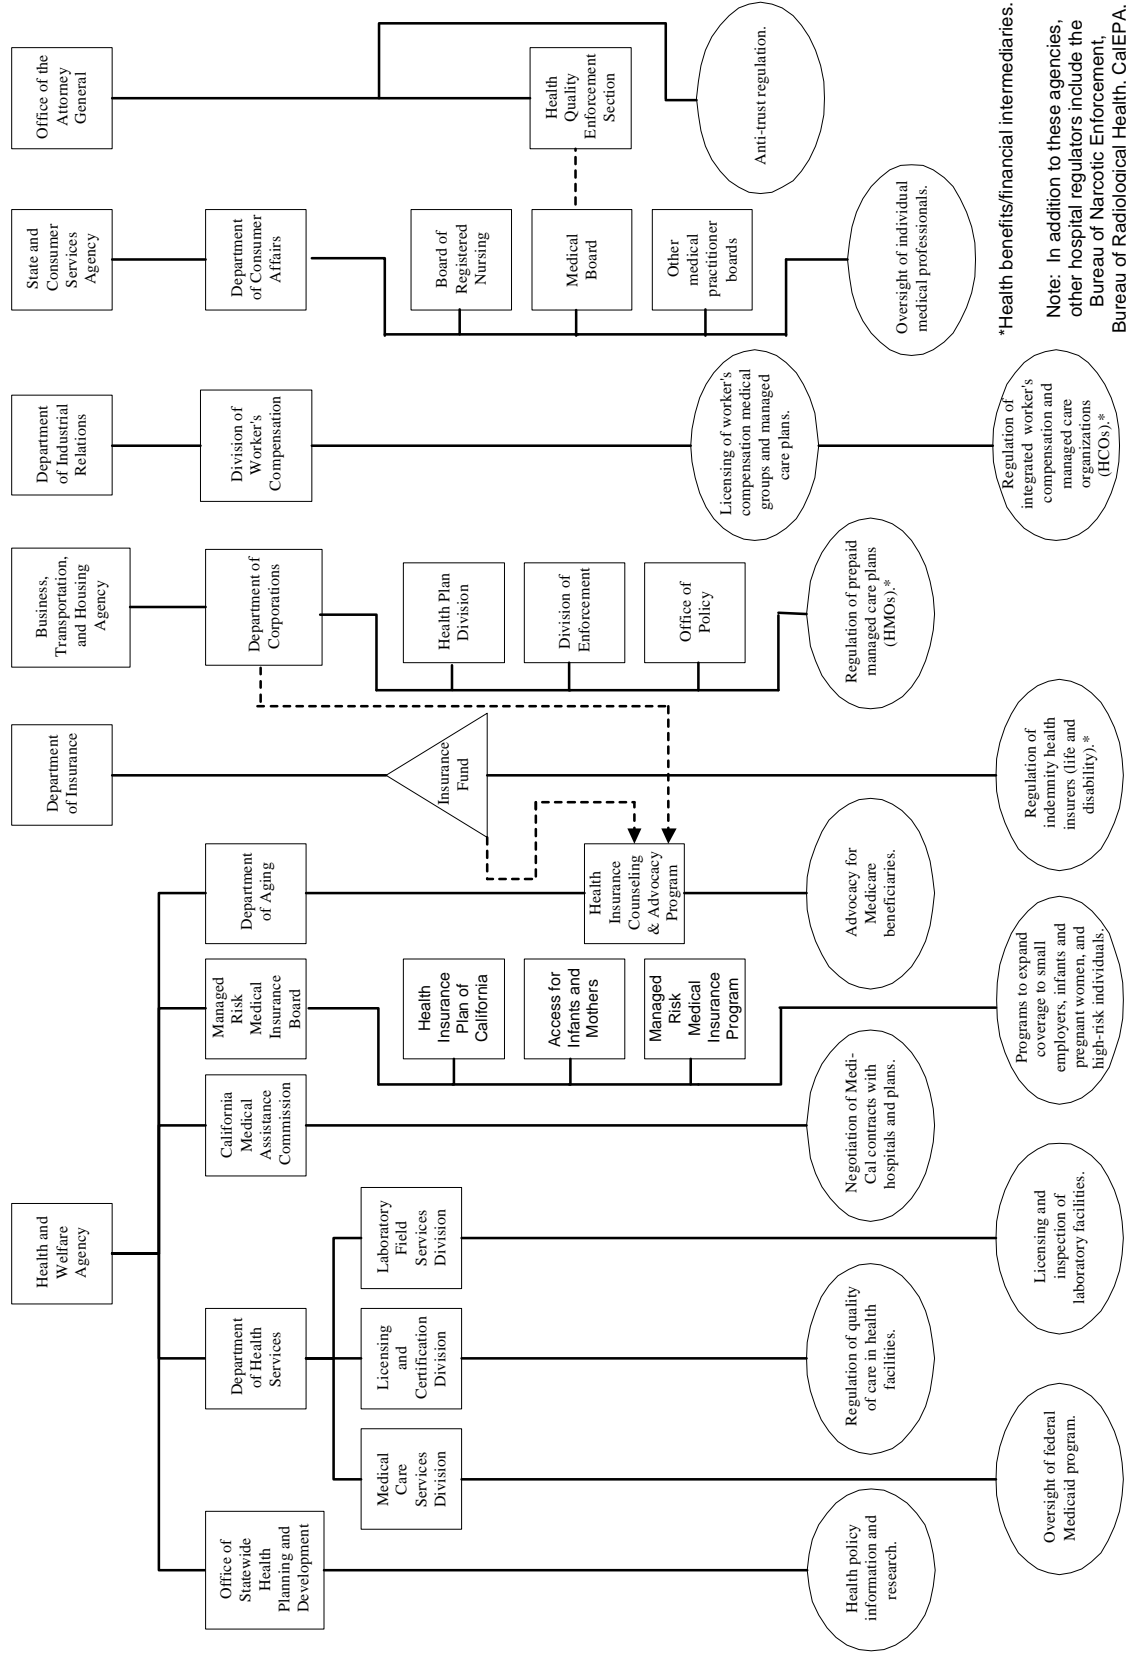 Health and
Welfare
Agency
Department
of Insurance
Business,
Transportation,
and Housing
Agency
Department
of Industrial
Relations
State and
Consumer
Services
Agency
Office of the
Attorney
General
Office of
Statewide
Health
Planning and
Development
Department
of Health
Services
California
Medical
Assistance
Commission
Managed
Risk
Medical
Insurance
Board
Department
of Aging
Department of
Corporations
Division of
Worker's
Compensation
Department
of Consumer
Affairs
Medical
Care
Services
Division
Licensing
and
Certification
Division
Laboratory
Field
Services
Division
Health
Insurance
Plan of
California
Access for
Infants and
Mothers
Managed
Risk
Medical
Insurance
Program
Insurance
Fund
Health
Insurance
Counseling
& Advocacy
Program
Health Plan
Division
Division of
Enforcement
Office of
Policy
Board of
Registered
Nursing
Medical
Board
Other
medical
practitioner
boards
Health
Quality
Enforcement
Section
Health policy
information and
research.
Oversight of federal
Medicaid program.
Regulation of quality
of care in health
facilities.
Licensing and
inspection of
laboratory facilities.
Negotiation of Medi-
Cal contracts with
hospitals and plans.
Programs to expand
coverage to small
employers, infants and
pregnant women, and
high-risk individuals.
Advocacy for
Medicare
beneficiaries.
Regulation of
indemnity health
insurers (life and
disability).*
Regulation of prepaid
managed care plans
(HMOs).*
Licensing of worker's
compensation medical
groups and managed
care plans.
Regulation of
integrated worker's
compensation and
managed care
organizations
(HCOs).*
Oversight of individual
medical professionals.
Anti-trust regulation.
*Health benefits/financial intermediaries.
Note: In addition to these agencies,
other hospital regulators include the
Bureau of Narcotic Enforcement,
Bureau of Radiological Health, CalEPA.